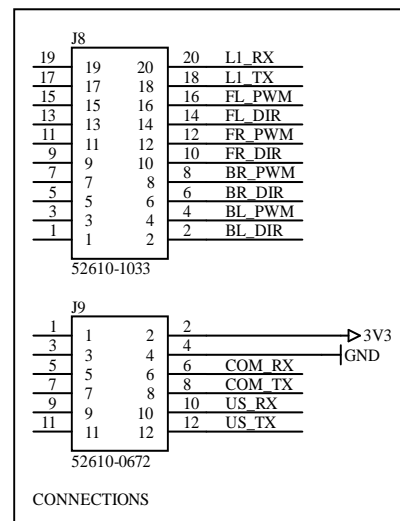 J8
19 19 20 20 L1_RX
17 17 18 18 L1_TX
15 15 16 16 FL_PWM
13 13 14 14 FL_DIR
11 11 12 12 FR_PWM
9 9 10 10 FR_DIR
7 7 8 8 BR_PWM
5 5 6 6 BR_DIR
3 3 4 4 BL_PWM
1 1 2 2 BL_DIR
52610-1033
J9
1 1 2 2 3V3
3 3 4 4 GND
5 5 6 6 COM_RX
7 7 8 8 COM_TX
9 9 10 10 US_RX
11 11 12 12 US_TX
52610-0672
CONNECTIONS